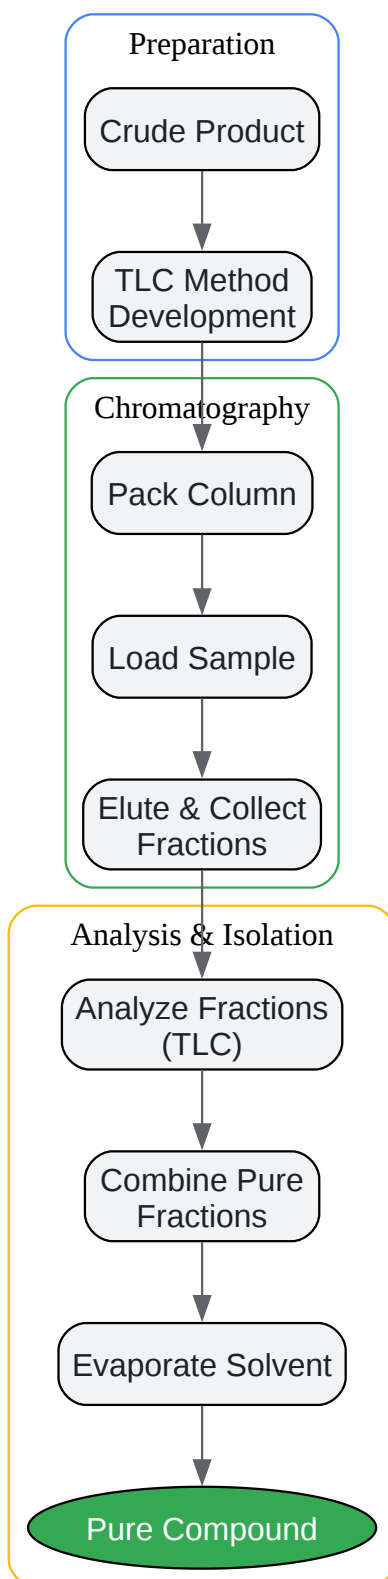 Preparation
Crude Product
TLC Method
Development
Chromatography
Pack Column
Load Sample
Elute & Collect
Fractions
Analysis & Isolation
Analyze Fractions
(TLC)
Combine Pure
Fractions
Evaporate Solvent
Pure Compound